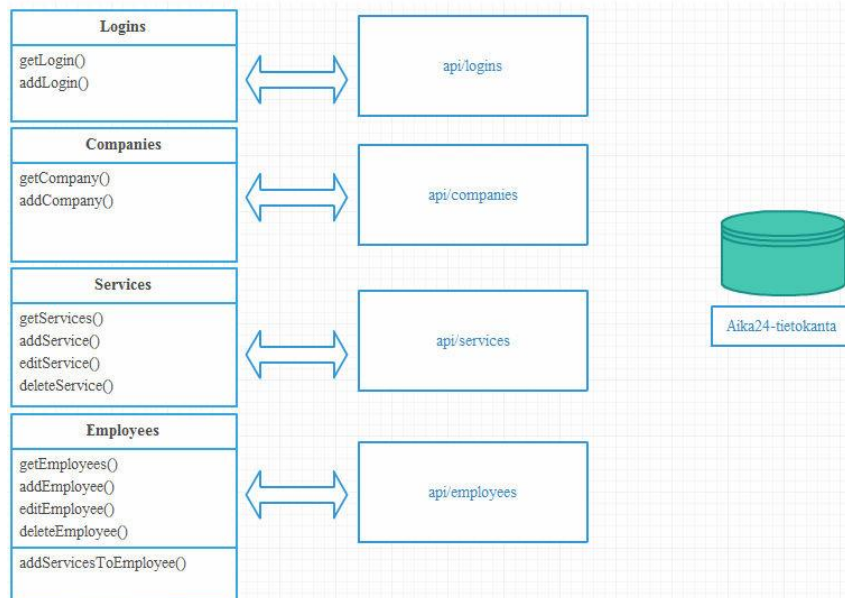 Logins
getLogin()
addLogin()
api/logins
Companies
getCompany()
addCompany()
api/companies
Services
getServices()
addService()
editService()
deleteService()
api/services
Employees
getEmployees()
addEmployee()
editEmployee()
deleteEmployee()
addServicesToEmployee()
api/employees
Aika24-tietokanta